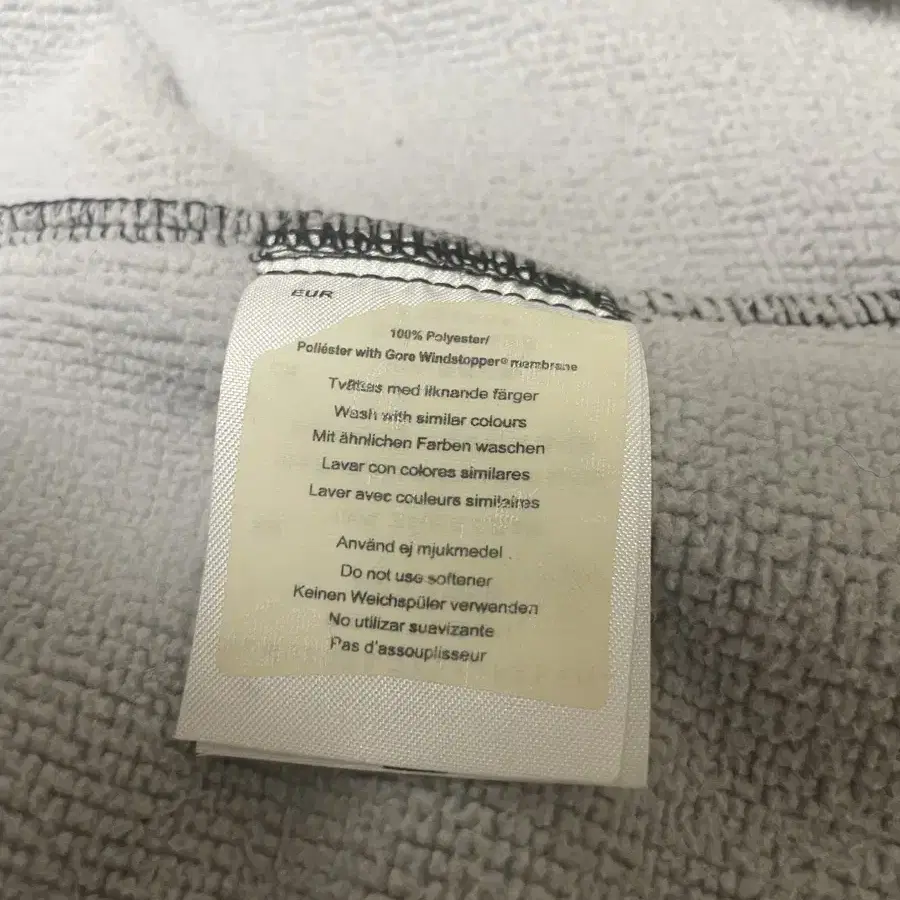 EUR
100% Polyester/
Poliéster with Gore Windstopper® membrane
Tvättas med liknande färger
Wash with similar colours
Mit ähnlichen Farben waschen
Lavar con colores similares
Laver avec couleurs similaires
Använd ej mjukmedel
Do not use softener
Keinen Weichspüler verwenden
No utilizar suavizante
Pas d'assouplisseur